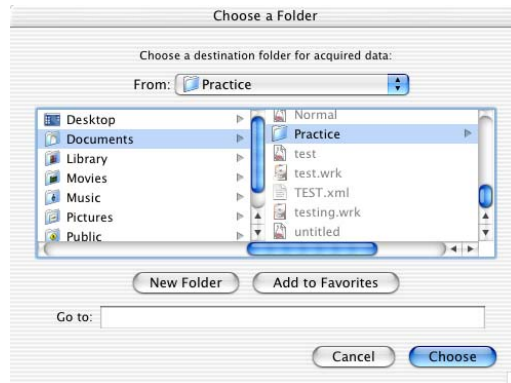 Choose a Folder
Choose a destination folder for acquired data:
From: Practice
Desktop
Documents
Library
Movies
Music
Pictures
Public
Normal
Practice
test
test.wrk
TEST.xml
testing.wrk
untitled
New Folder
Add to Favorites
Go to:
Cancel
Choose